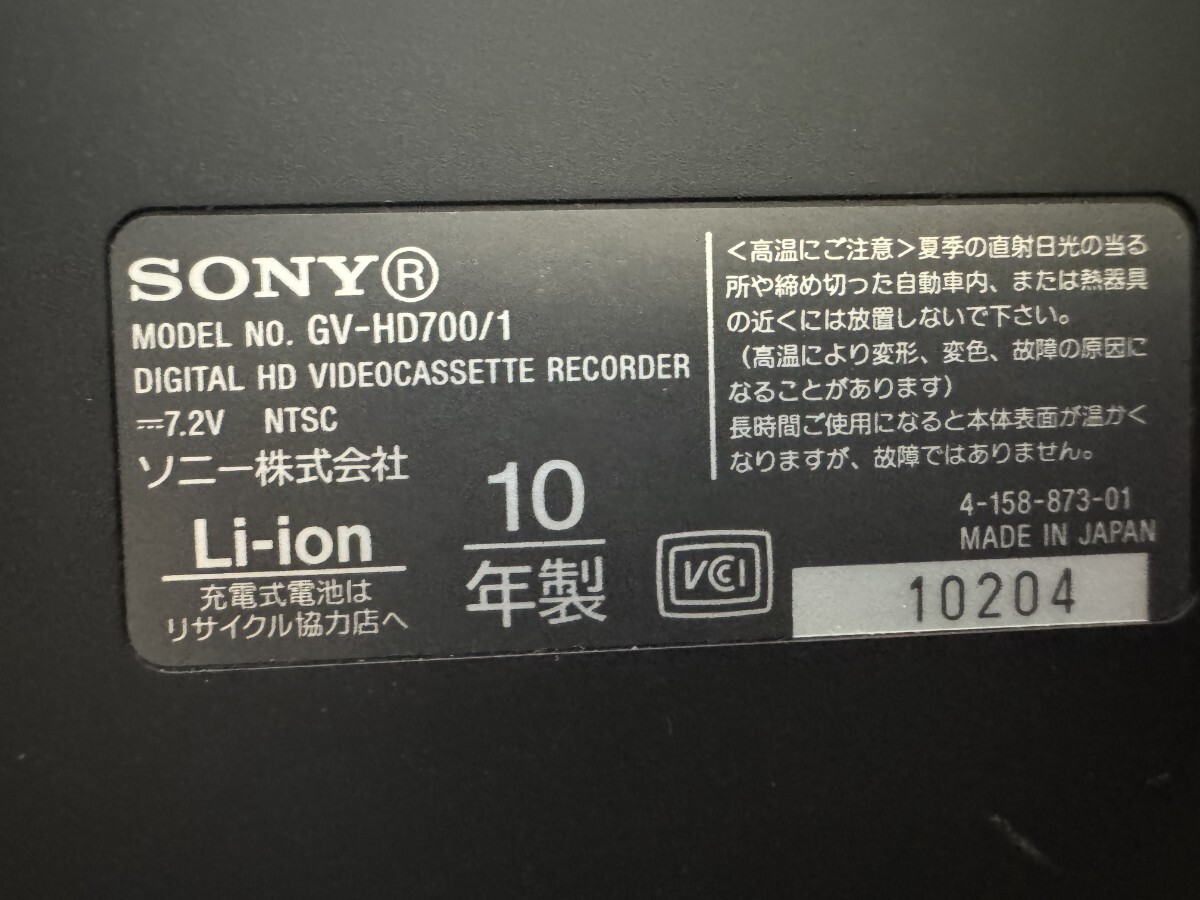 SONY®
MODEL NO. GV-HD700/1
DIGITAL HD VIDEOCASSETTE RECORDER
⎓7.2V NTSC
ソニー株式会社
Li-ion
充電式電池は
リサイクル協力店へ
10
年製
VCCI
<高温にご注意>夏季の直射日光の当る
所や締め切った自動車内、または熱器具
の近くには放置しないで下さい。
(高温により変形、変色、故障の原因に
なることがあります)
長時間ご使用になると本体表面が温かく
なりますが、故障ではありません。
4-158-873-01
MADE IN JAPAN
10204